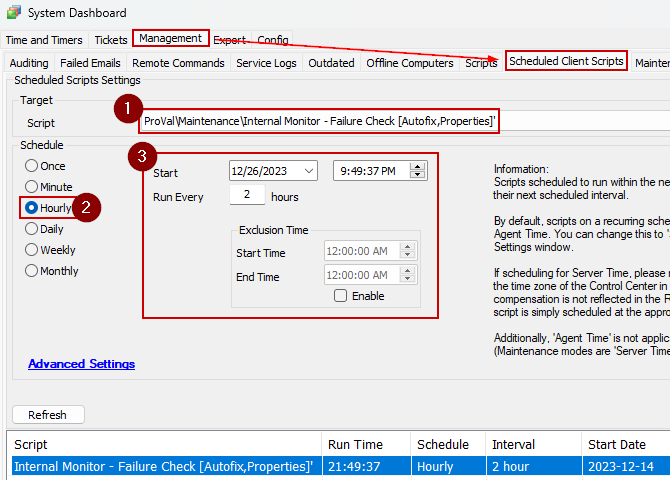 System Dashboard
Time and Timers Tickets Management Export Config
Auditing Failed Emails Remote Commands Service Logs Outdated Offline Computers Scripts Scheduled Client Scripts
Scheduled Scripts Settings
Target
1
Script ProVal\Maintenance\Internal Monitor - Failure Check [Autofix,Properties]'
Schedule
Once
Minute
Hourly
2
Daily
Weekly
Monthly
Advanced Settings
3
Start 12/26/2023 9:49:37 PM
Run Every 2 hours
Exclusion Time
Start Time 12:00:00 AM
End Time 12:00:00 AM
Enable
Information:
Scripts scheduled to run within the ne
their next scheduled interval.
By default, scripts on a recurring sche
Agent Time. You can change this to
Settings window.
If scheduling for Server Time, please
the time zone of the Control Center in
compensation is not reflected in the R
script is simply scheduled at the appro
Additionally, 'Agent Time' is not applic
(Maintenance modes are 'Server Time
Refresh
Script Run Time Schedule Interval Start Date
Internal Monitor - Failure Check [Autofix,Properties]' 21:49:37 Hourly 2 hour 2023-12-14